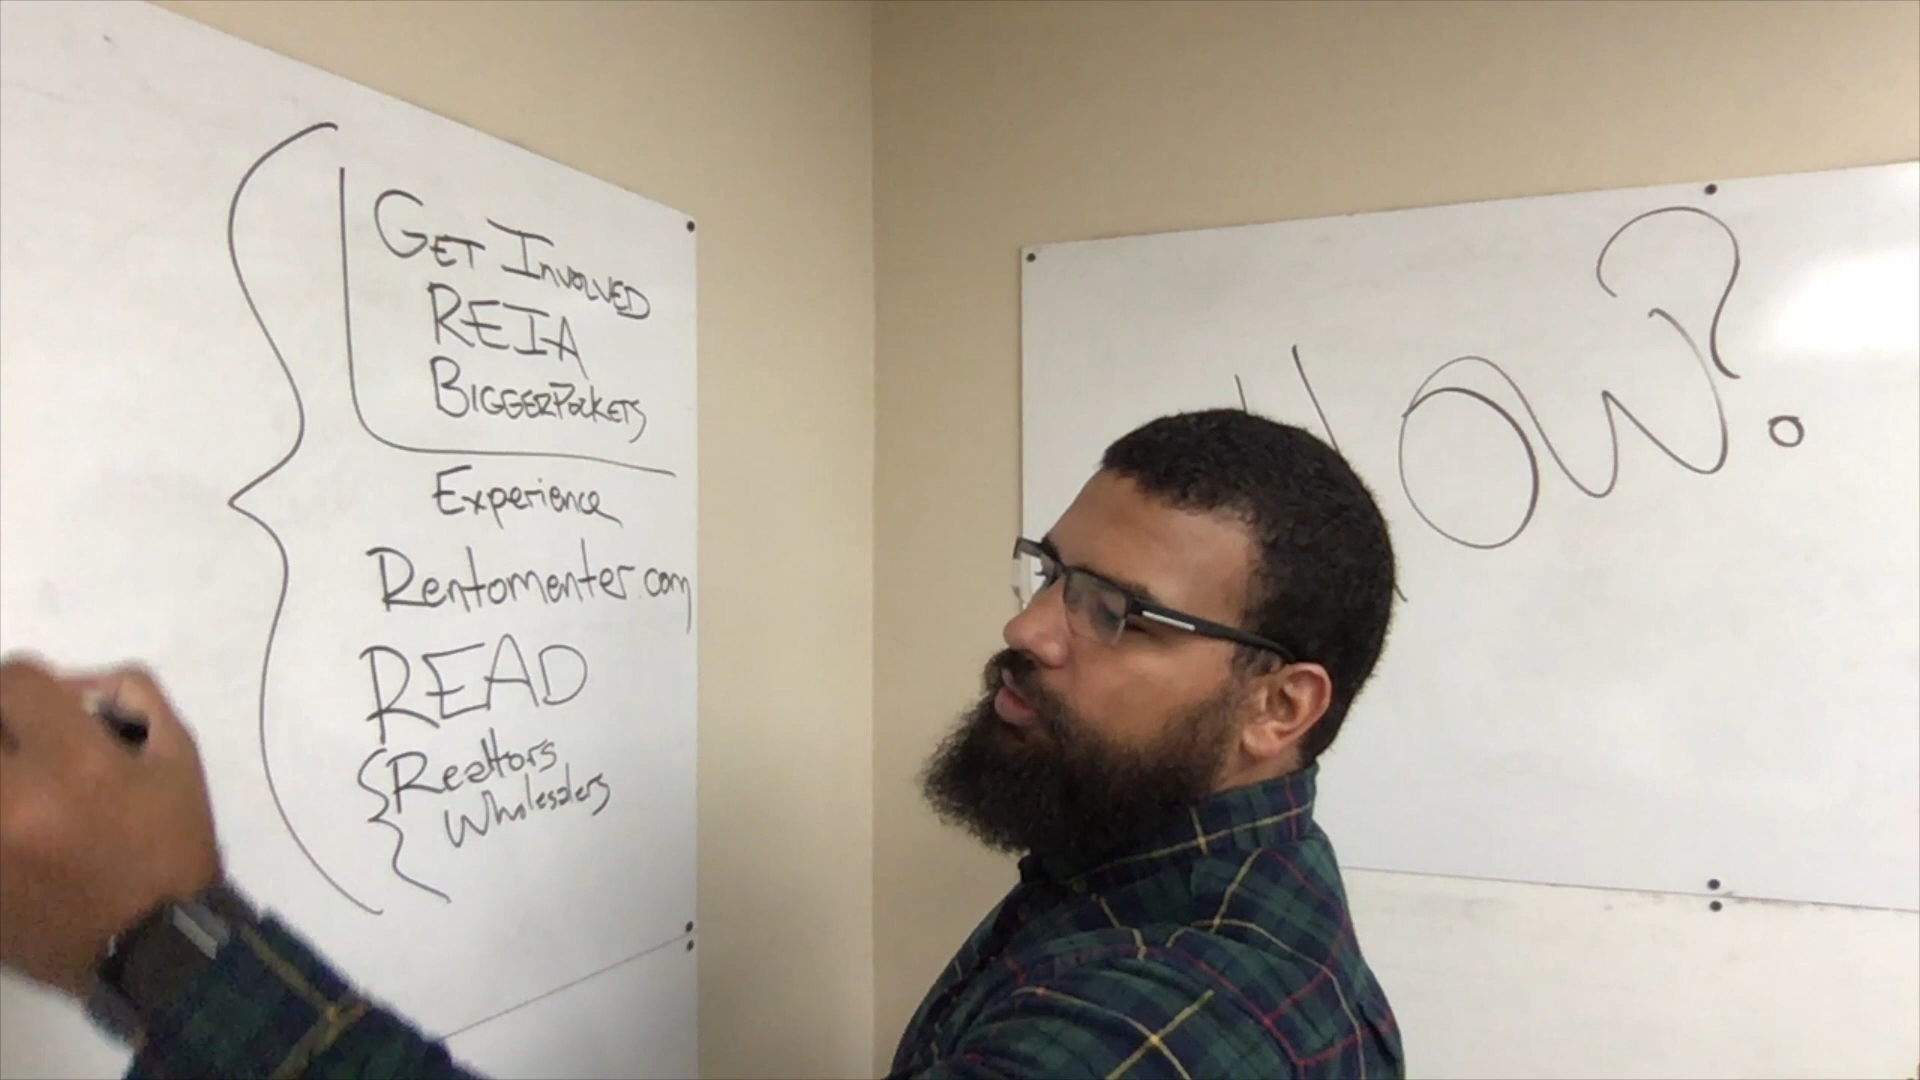 GET INVOLVED
REIA
BIGGERPOCKETS
Experience
Rentomenter.com
READ
Realtors
Wholesalers
HOW?